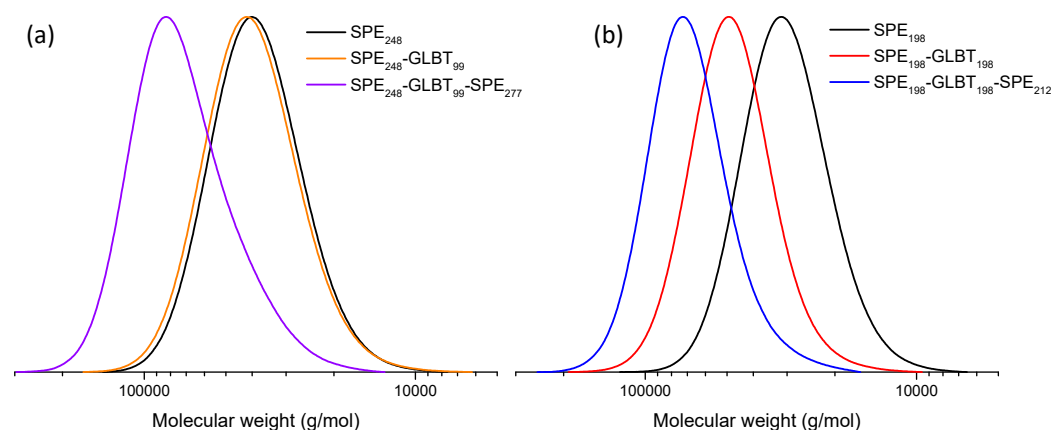 (a)
SPE₂₄₈
SPE₂₄₈-GLBT₉₉
SPE₂₄₈-GLBT₉₉-SPE₂₇₇
100000 10000
Molecular weight (g/mol)
(b)
SPE₁₉₈
SPE₁₉₈-GLBT₁₉₈
SPE₁₉₈-GLBT₁₉₈-SPE₂₁₂
100000 10000
Molecular weight (g/mol)